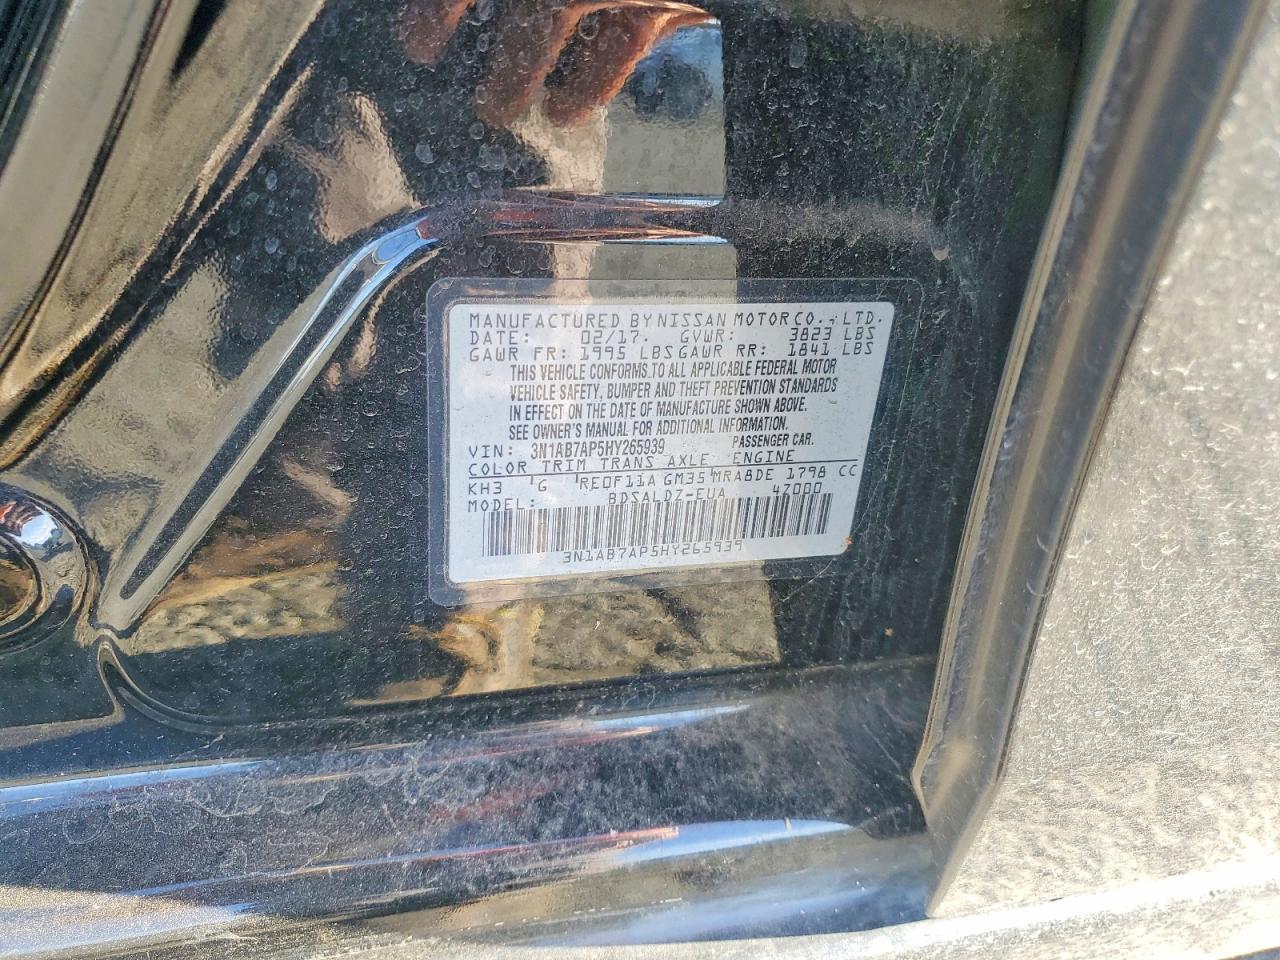 MANUFACTURED BY NISSAN MOTOR CO., LTD.
DATE: 02/17. GVWR: 3823 LBS
GAWR FR: 1995 LBS GAWR RR: 1841 LBS
THIS VEHICLE CONFORMS TO ALL APPLICABLE FEDERAL MOTOR
VEHICLE SAFETY, BUMPER AND THEFT PREVENTION STANDARDS
IN EFFECT ON THE DATE OF MANUFACTURE SHOWN ABOVE.
SEE OWNER'S MANUAL FOR ADDITIONAL INFORMATION.
VIN: 3N1AB7AP5HY265939 PASSENGER CAR.
COLOR TRIM TRANS AXLE ENGINE
KH3 G RE0F11A GM35 MRA8DE 1798 CC
MODEL: BDSALDZ-EUA 47000
3N1AB7AP5HY265939